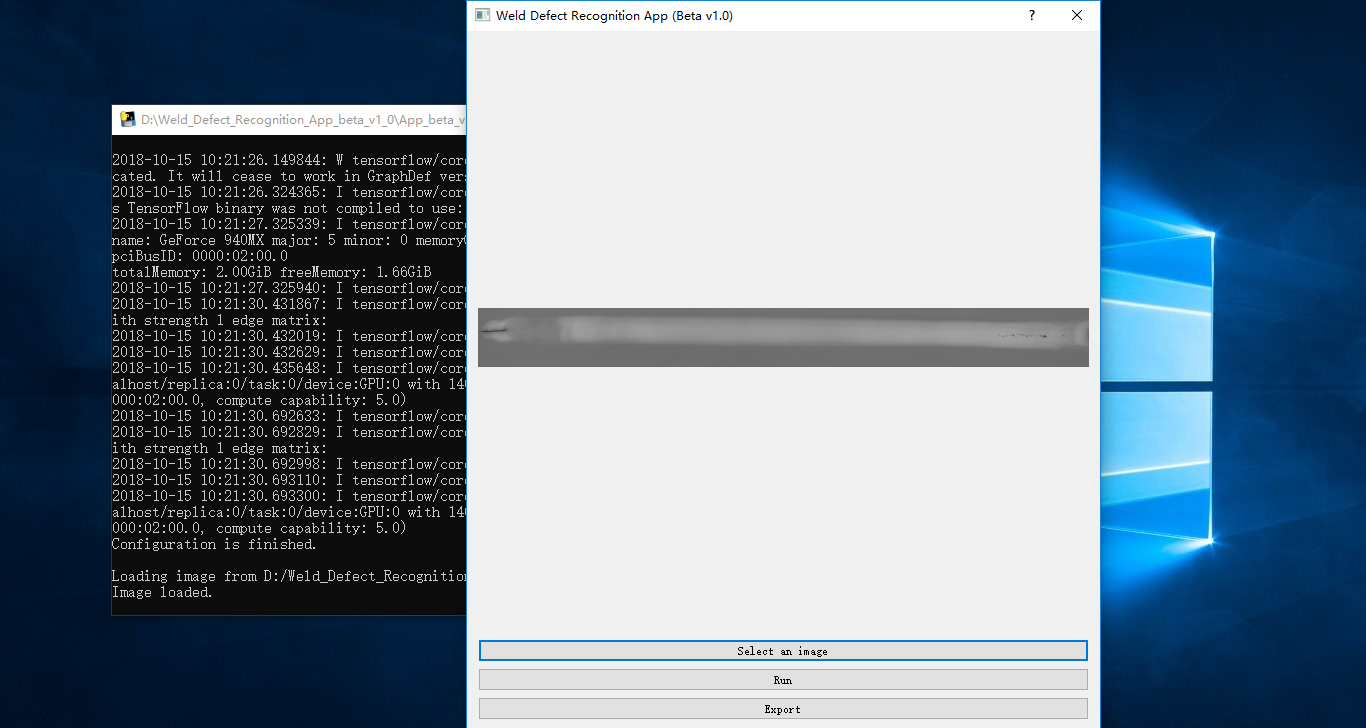 Weld Defect Recognition App (Beta v1.0)
?
D:\Weld_Defect_Recognition_App_beta_v1_0\App_beta_v
2018-10-15 10:21:26.149844: W tensorflow/core
cated. It will cease to work in GraphDef vers
2018-10-15 10:21:26.324365: I tensorflow/core
s TensorFlow binary was not compiled to use:
2018-10-15 10:21:27.325339: I tensorflow/core
name: GeForce 940MX major: 5 minor: 0 memoryC
pciBusID: 0000:02:00.0
totalMemory: 2.00GiB freeMemory: 1.66GiB
2018-10-15 10:21:27.325940: I tensorflow/core
2018-10-15 10:21:30.431867: I tensorflow/core
ith strength 1 edge matrix:
2018-10-15 10:21:30.432019: I tensorflow/core
2018-10-15 10:21:30.432629: I tensorflow/core
2018-10-15 10:21:30.435648: I tensorflow/core
alhost/replica:0/task:0/device:GPU:0 with 140
000:02:00.0, compute capability: 5.0)
2018-10-15 10:21:30.692633: I tensorflow/core
2018-10-15 10:21:30.692829: I tensorflow/core
ith strength 1 edge matrix:
2018-10-15 10:21:30.692998: I tensorflow/core
2018-10-15 10:21:30.693110: I tensorflow/core
2018-10-15 10:21:30.693300: I tensorflow/core
alhost/replica:0/task:0/device:GPU:0 with 140
000:02:00.0, compute capability: 5.0)
Configuration is finished.
Loading image from D:/Weld_Defect_Recognition
Image loaded.
Select an image
Run
Export